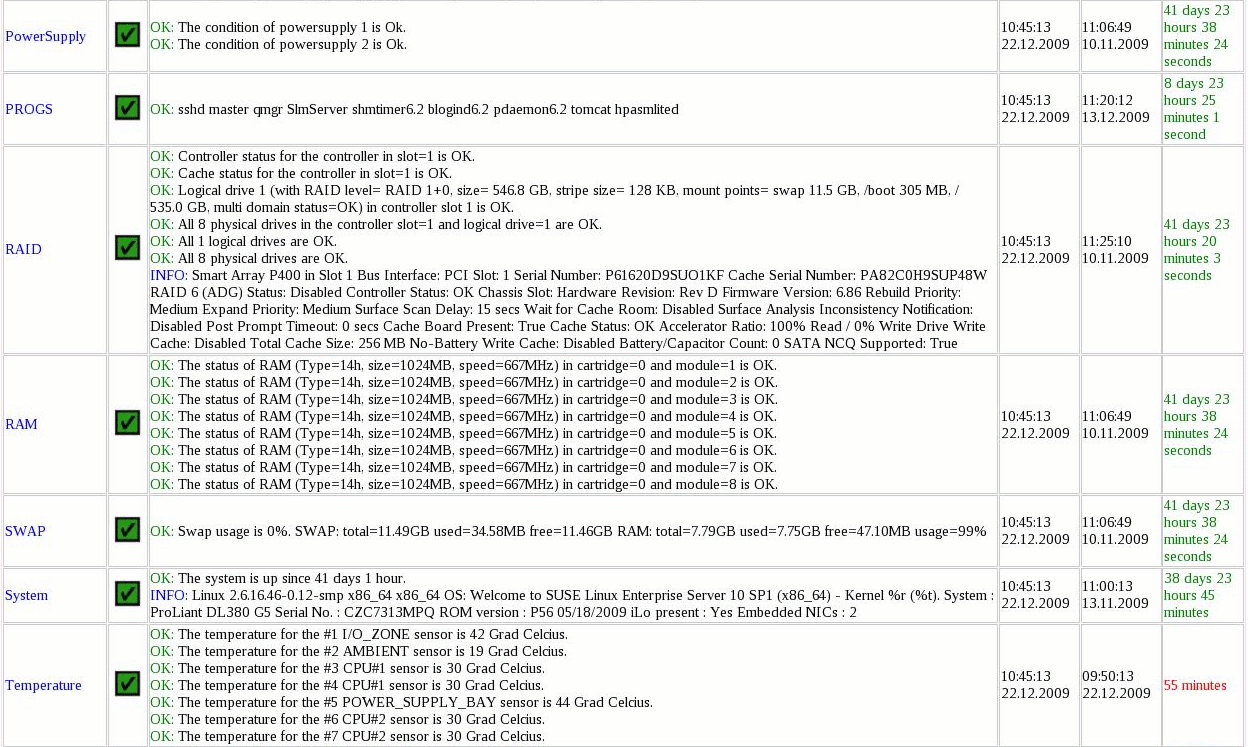 PowerSupply
OK: The condition of powersupply 1 is Ok.
OK: The condition of powersupply 2 is Ok.
10:45:13
22.12.2009
11:06:49
10.11.2009
41 days 23
hours 38
minutes 24
seconds
PROGS
OK: sshd master qmgr SlmServer shmtimer6.2 blogind6.2 pdaemon6.2 tomcat hpasmlited
10:45:13
22.12.2009
11:20:12
13.12.2009
8 days 23
hours 25
minutes 1
second
RAID
OK: Controller status for the controller in slot=1 is OK.
OK: Cache status for the controller in slot=1 is OK.
OK: Logical drive 1 (with RAID level= RAID 1+0, size= 546.8 GB, stripe size= 128 KB, mount points= swap 11.5 GB, /boot 305 MB, /
535.0 GB, multi domain status=OK) in controller slot 1 is OK.
OK: All 8 physical drives in the controller slot=1 and logical drive=1 are OK.
OK: All 1 logical drives are OK.
OK: All 8 physical drives are OK.
INFO: Smart Array P400 in Slot 1 Bus Interface: PCI Slot: 1 Serial Number: P61620D9SUO1KF Cache Serial Number: PA82C0H9SUP48W
RAID 6 (ADG) Status: Disabled Controller Status: OK Chassis Slot: Hardware Revision: Rev D Firmware Version: 6.86 Rebuild Priority:
Medium Expand Priority: Medium Surface Scan Delay: 15 secs Wait for Cache Room: Disabled Surface Analysis Inconsistency Notification:
Disabled Post Prompt Timeout: 0 secs Cache Board Present: True Cache Status: OK Accelerator Ratio: 100% Read / 0% Write Drive Write
Cache: Disabled Total Cache Size: 256 MB No-Battery Write Cache: Disabled Battery/Capacitor Count: 0 SATA NCQ Supported: True
10:45:13
22.12.2009
11:25:10
10.11.2009
41 days 23
hours 20
minutes 3
seconds
RAM
OK: The status of RAM (Type=14h, size=1024MB, speed=667MHz) in cartridge=0 and module=1 is OK.
OK: The status of RAM (Type=14h, size=1024MB, speed=667MHz) in cartridge=0 and module=2 is OK.
OK: The status of RAM (Type=14h, size=1024MB, speed=667MHz) in cartridge=0 and module=3 is OK.
OK: The status of RAM (Type=14h, size=1024MB, speed=667MHz) in cartridge=0 and module=4 is OK.
OK: The status of RAM (Type=14h, size=1024MB, speed=667MHz) in cartridge=0 and module=5 is OK.
OK: The status of RAM (Type=14h, size=1024MB, speed=667MHz) in cartridge=0 and module=6 is OK.
OK: The status of RAM (Type=14h, size=1024MB, speed=667MHz) in cartridge=0 and module=7 is OK.
OK: The status of RAM (Type=14h, size=1024MB, speed=667MHz) in cartridge=0 and module=8 is OK.
10:45:13
22.12.2009
11:06:49
10.11.2009
41 days 23
hours 38
minutes 24
seconds
SWAP
OK: Swap usage is 0%. SWAP: total=11.49GB used=34.58MB free=11.46GB RAM: total=7.79GB used=7.75GB free=47.10MB usage=99%
10:45:13
22.12.2009
11:06:49
10.11.2009
41 days 23
hours 38
minutes 24
seconds
System
OK: The system is up since 41 days 1 hour.
INFO: Linux 2.6.16.46-0.12-smp x86_64 x86_64 OS: Welcome to SUSE Linux Enterprise Server 10 SP1 (x86_64) - Kernel %r (%t). System :
ProLiant DL380 G5 Serial No. : CZC7313MPQ ROM version : P56 05/18/2009 iLo present : Yes Embedded NICs : 2
10:45:13
22.12.2009
11:00:13
13.11.2009
38 days 23
hours 45
minutes
Temperature
OK: The temperature for the #1 I/O_ZONE sensor is 42 Grad Celcius.
OK: The temperature for the #2 AMBIENT sensor is 19 Grad Celcius.
OK: The temperature for the #3 CPU#1 sensor is 30 Grad Celcius.
OK: The temperature for the #4 CPU#1 sensor is 30 Grad Celcius.
OK: The temperature for the #5 POWER_SUPPLY_BAY sensor is 44 Grad Celcius.
OK: The temperature for the #6 CPU#2 sensor is 30 Grad Celcius.
OK: The temperature for the #7 CPU#2 sensor is 30 Grad Celcius.
10:45:13
22.12.2009
09:50:13
22.12.2009
55 minutes